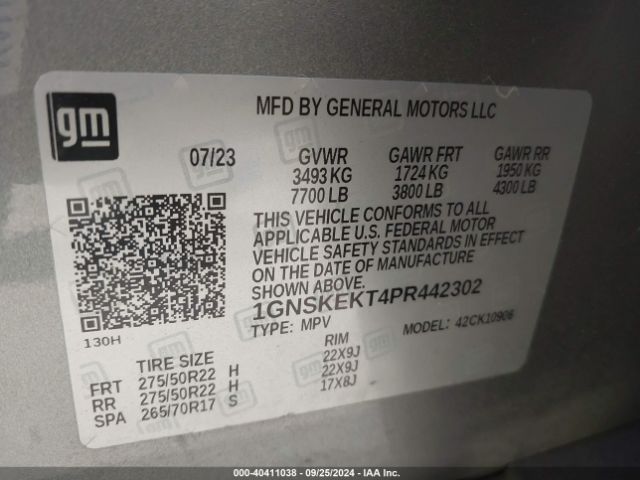 gm
MFD BY GENERAL MOTORS LLC
07/23 GVWR GAWR FRT GAWR RR
3493 KG 1724 KG 1950 KG
7700 LB 3800 LB 4300 LB
THIS VEHICLE CONFORMS TO ALL
APPLICABLE U.S. FEDERAL MOTOR
VEHICLE SAFETY STANDARDS IN EFFECT
ON THE DATE OF MANUFACTURE
SHOWN ABOVE.
1GNSKEKT4PR442302
TYPE: MPV MODEL: 42CK10906
130H
TIRE SIZE RIM
FRT 275/50R22 H 22X9J
RR 275/50R22 H 22X9J
SPA 265/70R17 S 17X8J
000-40411038 - 09/25/2024 - IAA Inc.